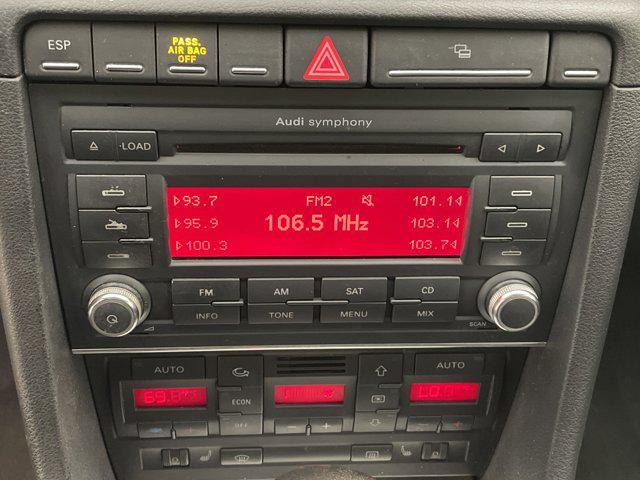 ESP
PASS.
AIR BAG
OFF
Audi symphony
LOAD
93.7 FM2 101.1
95.9 106.5 MHz 103.1
100.3 103.7
FM AM SAT CD
INFO TONE MENU MIX
SCAN
AUTO AUTO
ECON
OFF